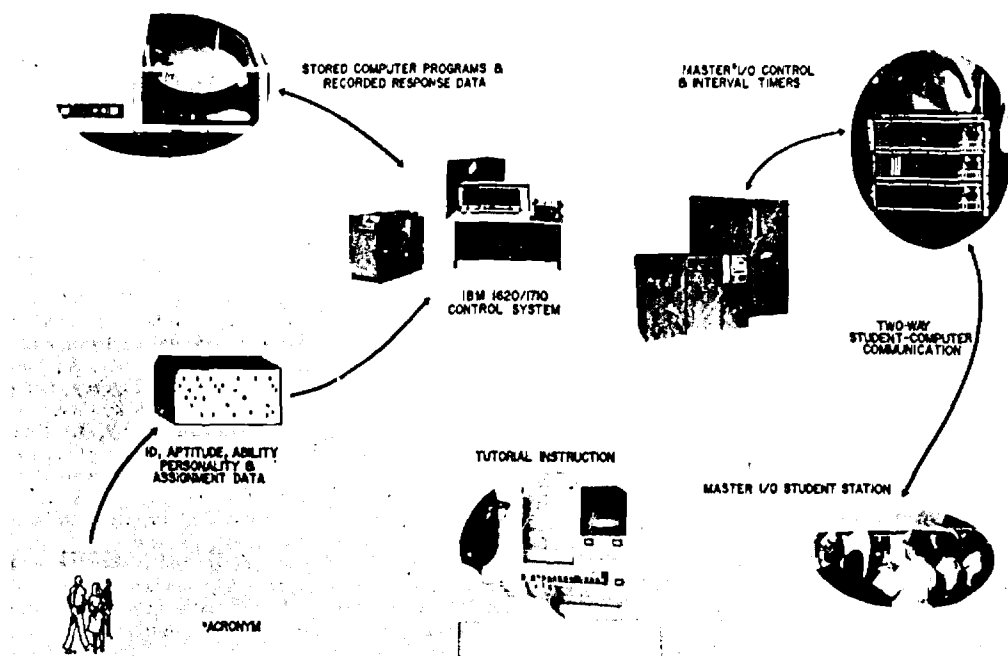 STORED COMPUTER PROGRAMS &
RECORDED RESPONSE DATA
MASTER* I/O CONTROL
& INTERVAL TIMERS
IBM 1620/1710
CONTROL SYSTEM
TWO-WAY
STUDENT-COMPUTER
COMMUNICATION
ID, APTITUDE, ABILITY
PERSONALITY &
ASSIGNMENT DATA
TUTORIAL INSTRUCTION
MASTER I/O STUDENT STATION
*ACRONYM